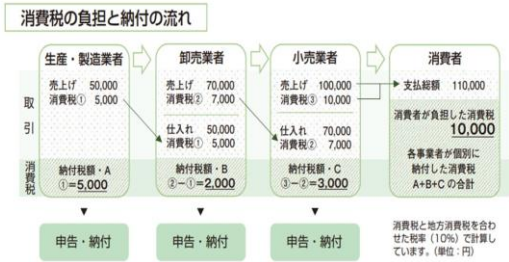 消費税の負担と納付の流れ
生産・製造業者
卸売業者
小売業者
消費者
取引
消費税
売上げ 50,000
消費税① 5,000
納付税額・A
①=5,000
申告・納付
売上げ 70,000
消費税② 7,000
仕入れ 50,000
消費税① 5,000
納付税額・B
②−①=2,000
申告・納付
売上げ 100,000
消費税③ 10,000
仕入れ 70,000
消費税② 7,000
納付税額・C
③−②=3,000
申告・納付
支払総額 110,000
消費者が負担した消費税
10,000
各事業者が個別に
納付した消費税
A+B+Cの合計
消費税と地方消費税を合わ
せた税率(10%)で計算し
ています。(単位:円)